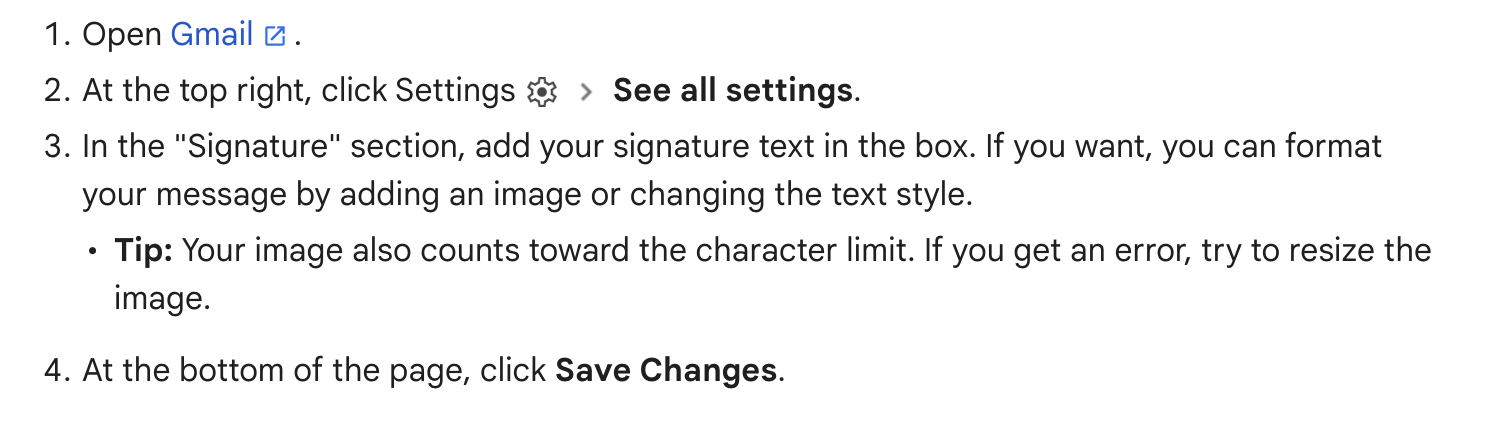 1. Open Gmail .
2. At the top right, click Settings > See all settings.
3. In the "Signature" section, add your signature text in the box. If you want, you can format
your message by adding an image or changing the text style.
• Tip: Your image also counts toward the character limit. If you get an error, try to resize the
image.
4. At the bottom of the page, click Save Changes.